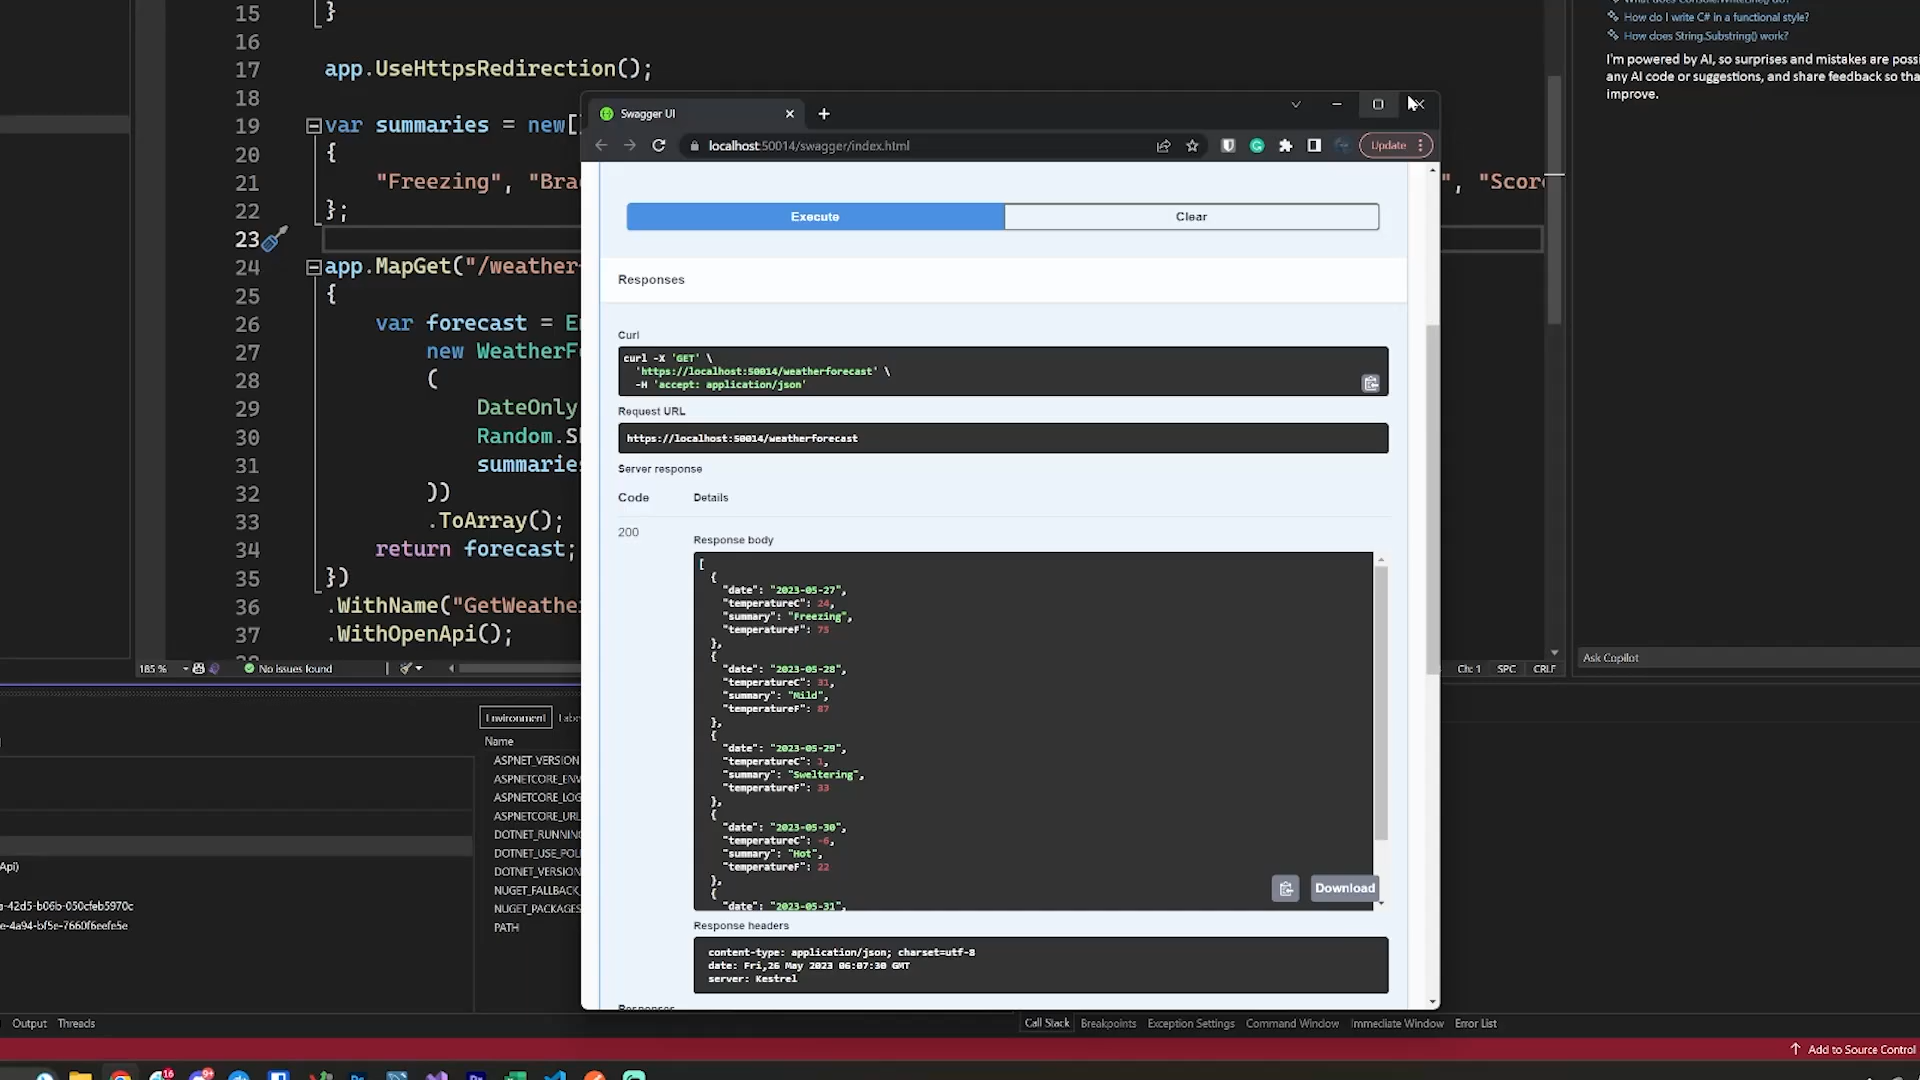 15 }
16
17 app.UseHttpsRedirection();
18
19 var summaries = new[]
20 {
21 "Freezing", "Bra
", "Scor
22 };
23
24 app.MapGet("/weather
25 {
26 var forecast = E
27 new WeatherF
28 (
29 DateOnly
30 Random.S
31 summaries
32 })
33 .ToArray();
34 return forecast;
35 })
36 .WithName("GetWeathe
37 .WithOpenApi();
185 %
No issues found
Ch: 1 SPC CRLF
How do I write C# in a functional style?
How does String.Substring() work?
I'm powered by AI, so surprises and mistakes are possi
any AI code or suggestions, and share feedback so tha
improve.
Ask Copilot
Swagger UI
localhost:50014/swagger/index.html
Update
Execute
Clear
Responses
Curl
curl -X 'GET' \
'https://localhost:50014/weatherforecast' \
-H 'accept: application/json'
Request URL
https://localhost:50014/weatherforecast
Server response
Code Details
200
Response body
[
{
"date": "2023-05-27",
"temperatureC": 24,
"summary": "Freezing",
"temperatureF": 75
},
{
"date": "2023-05-28",
"temperatureC": 31,
"summary": "Mild",
"temperatureF": 87
},
{
"date": "2023-05-29",
"temperatureC": 1,
"summary": "Sweltering",
"temperatureF": 33
},
{
"date": "2023-05-30",
"temperatureC": -6,
"summary": "Hot",
"temperatureF": 22
},
{
"date": "2023-05-31",
Download
Response headers
content-type: application/json; charset=utf-8
date: Fri,26 May 2023 06:07:30 GMT
server: Kestrel
Responses
Environment Labe
Name
ASPNET_VERSION
ASPNETCORE_ENV
ASPNETCORE_LOG
ASPNETCORE_URL
DOTNET_RUNNING
DOTNET_USE_POL
DOTNET_VERSION
NUGET_FALLBACK
NUGET_PACKAGES
PATH
Api)
a-42d5-b06b-050cfeb5970c
e-4a94-bf5e-7660f6eefe5e
Output Threads
Call Stack Breakpoints Exception Settings Command Window Immediate Window Error List
Add to Source Control
16
9+